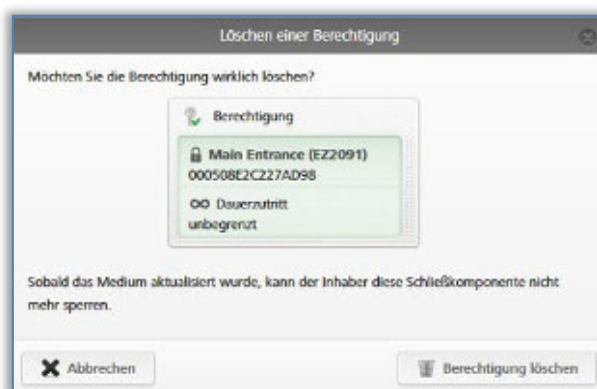 Löschen einer Berechtigung
Möchten Sie die Berechtigung wirklich löschen?
Berechtigung
Main Entrance (EZ2091)
000508E2C227AD98
Dauerzutritt
unbegrenzt
Sobald das Medium aktualisiert wurde, kann der Inhaber diese Schließkomponente nicht
mehr sperren.
Abbrechen
Berechtigung löschen